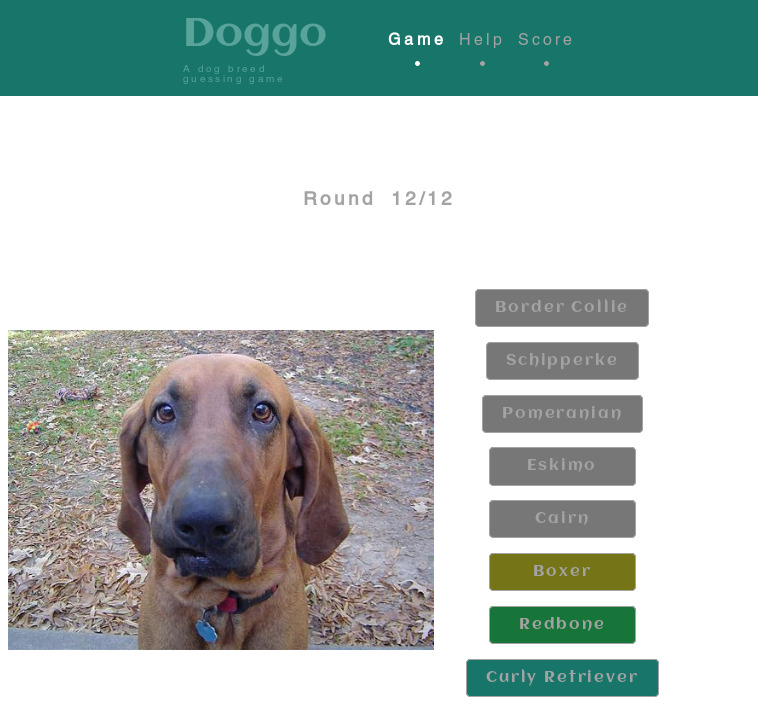 Doggo
A dog breed
guessing game
Game Help Score
Round 12/12
Border Collie
Schipperke
Pomeranian
Eskimo
Cairn
Boxer
Redbone
Curly Retriever